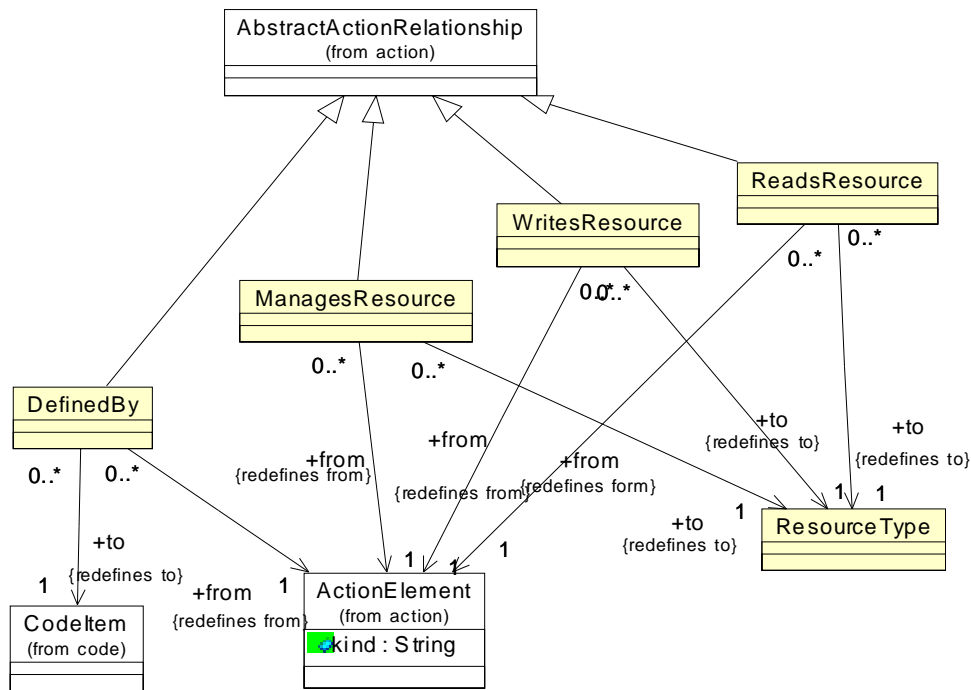 AbstractActionRelationship
(from action)
ReadsResource
WritesResource
0..*
0..*
ManagesResource
0..*
0..*
0..*
0..*
DefinedBy
+from
{redefines from}
+from
{redefines from}
+from
{redefines form}
+to
{redefines to}
+to
{redefines to}
0..*
0..*
+to
{redefines to}
1
+from
{redefines from}
1
1
1
1
+to
{redefines to}
1
1
1
ResourceType
CodeItem
(from code)
ActionElement
(from action)
kind : String